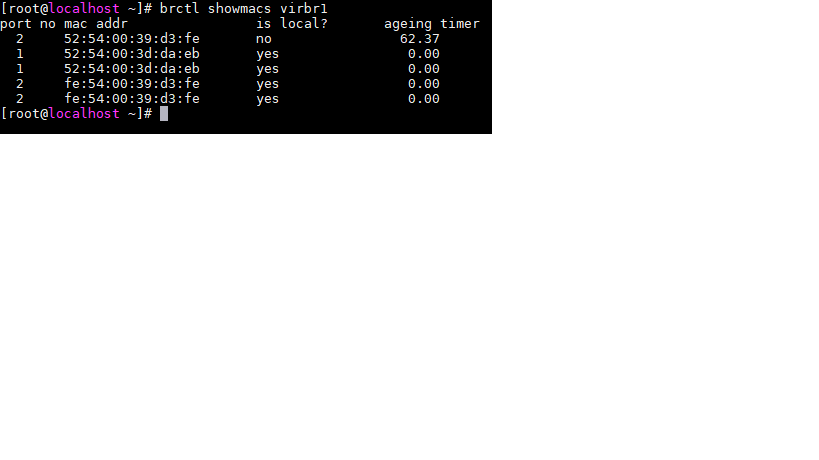 [root@localhost ~]# brctl showmacs virbr1
port no mac addr                is local?       ageing timer
  2     52:54:00:39:d3:fe       no                62.37
  1     52:54:00:3d:da:eb       yes                0.00
  1     52:54:00:3d:da:eb       yes                0.00
  2     fe:54:00:39:d3:fe       yes                0.00
  2     fe:54:00:39:d3:fe       yes                0.00
[root@localhost ~]#